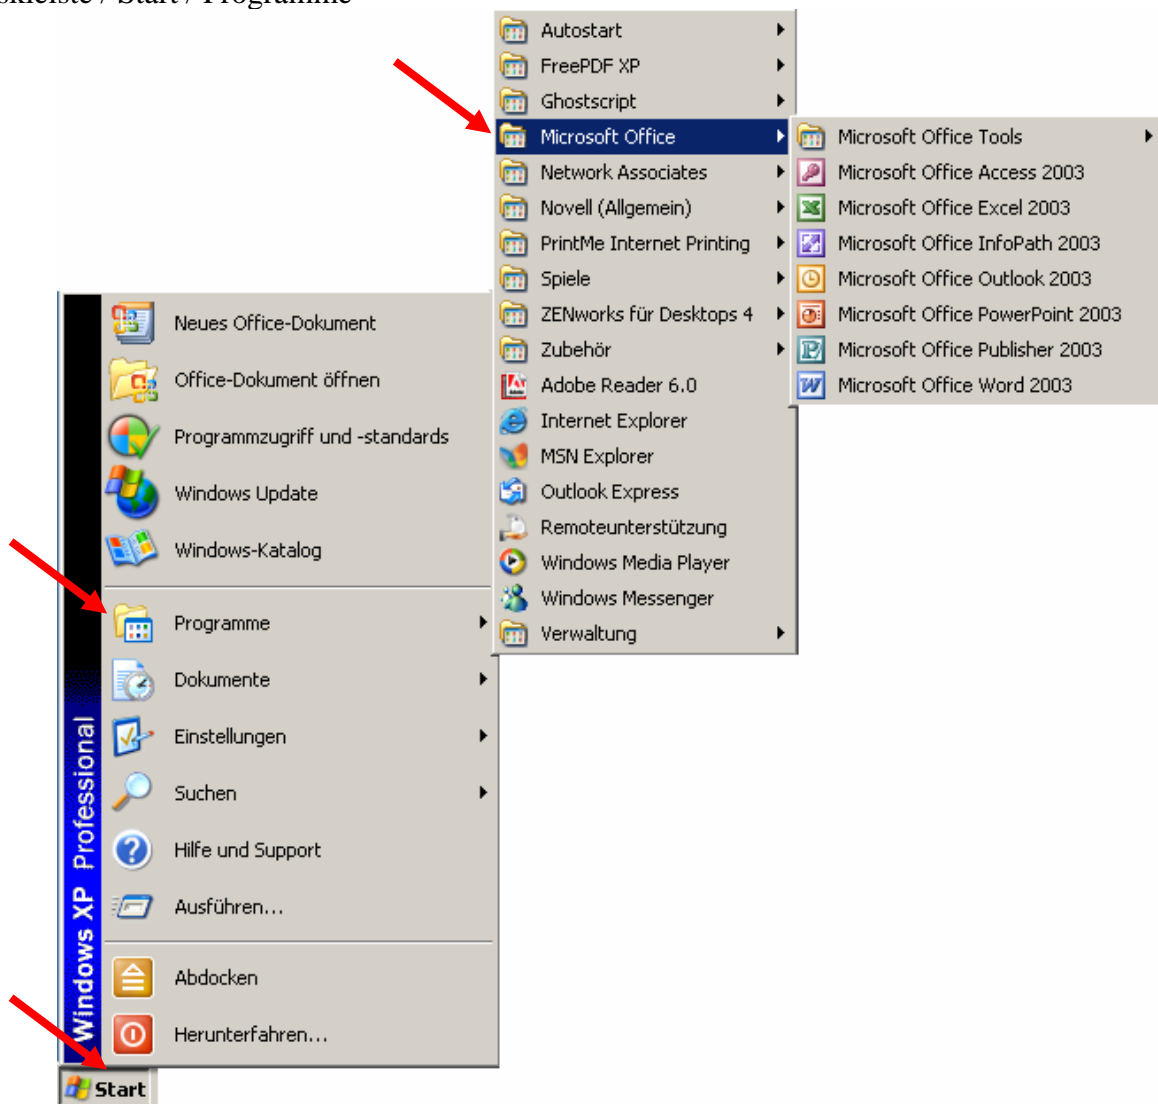 / Start / Programme
Autostart
FreePDF XP
Ghostscript
Microsoft Office
Network Associates
Novell (Allgemein)
PrintMe Internet Printing
Spiele
ZENworks für Desktops 4
Zubehör
Adobe Reader 6.0
Internet Explorer
MSN Explorer
Outlook Express
Remoteunterstützung
Windows Media Player
Windows Messenger
Verwaltung
Microsoft Office Tools
Microsoft Office Access 2003
Microsoft Office Excel 2003
Microsoft Office InfoPath 2003
Microsoft Office Outlook 2003
Microsoft Office PowerPoint 2003
Microsoft Office Publisher 2003
Microsoft Office Word 2003
Neues Office-Dokument
Office-Dokument öffnen
Programmzugriff und -standards
Windows Update
Windows-Katalog
Programme
Dokumente
Einstellungen
Suchen
Hilfe und Support
Ausführen...
Abdocken
Herunterfahren...
Windows XP Professional
Start